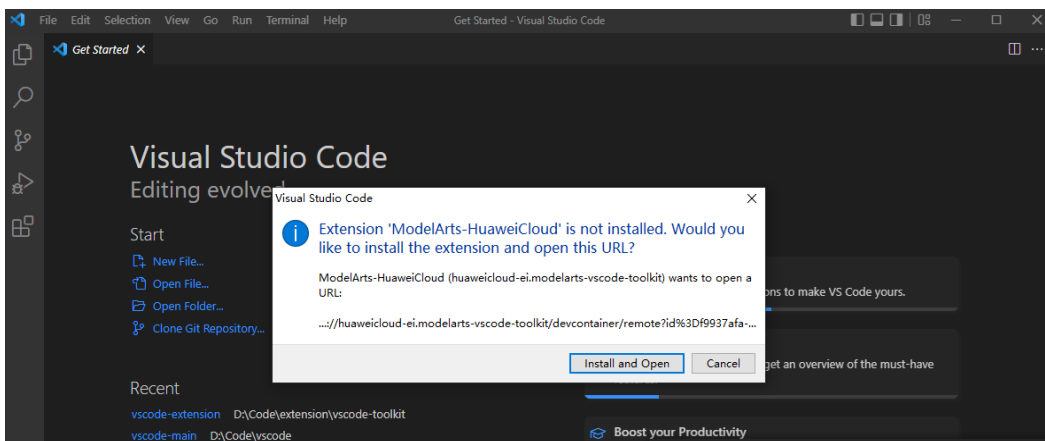 File Edit Selection View Go Run Terminal Help Get Started - Visual Studio Code
Get Started
Visual Studio Code
Editing evolve
Visual Studio Code
Extension 'ModelArts-HuaweiCloud' is not installed. Would you
like to install the extension and open this URL?
ModelArts-HuaweiCloud (huaweicloud-ei.modelarts-vscode-toolkit) wants to open a
URL:
...://huaweicloud-ei.modelarts-vscode-toolkit/devcontainer/remote?id%3Df9937afa-...
Install and Open Cancel
Start
New File...
Open File...
Open Folder...
Clone Git Repository...
Recent
vscode-extension D:\Code\extension\vscode-toolkit
vscode-main D:\Code\vscode
ons to make VS Code yours.
get an overview of the must-have
Boost your Productivity